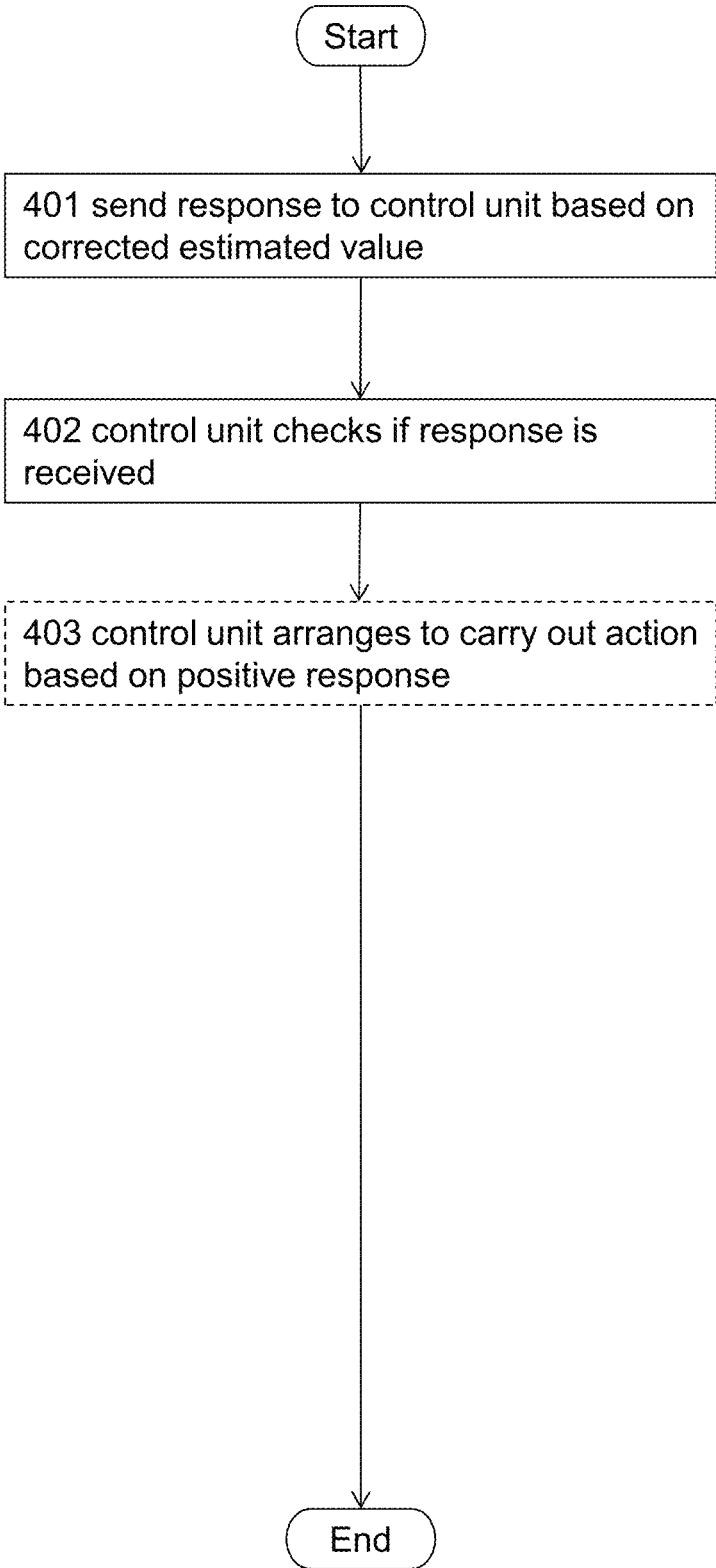 Start
401 send response to control unit based on
corrected estimated value
402 control unit checks if response is
received
403 control unit arranges to carry out action
based on positive response
End